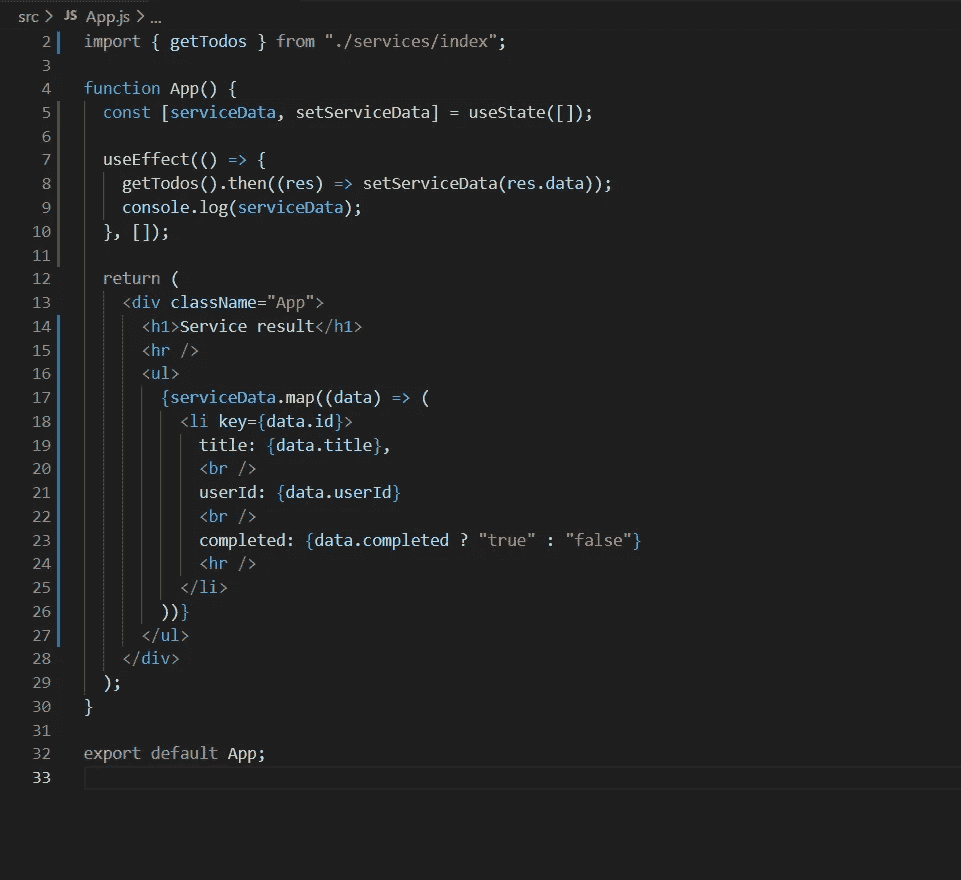 src > JS App.js > ...
2 import { getTodos } from "./services/index";
3
4 function App() {
5   const [serviceData, setServiceData] = useState([]);
6
7   useEffect(() => {
8     getTodos().then((res) => setServiceData(res.data));
9     console.log(serviceData);
10   }, []);
11
12   return (
13     <div className="App">
14       <h1>Service result</h1>
15       <hr />
16       <ul>
17         {serviceData.map((data) => (
18           <li key={data.id}>
19             title: {data.title},
20             <br />
21             userId: {data.userId}
22             <br />
23             completed: {data.completed ? "true" : "false"}
24             <hr />
25           </li>
26         ))}
27       </ul>
28     </div>
29   );
30 }
31
32 export default App;
33